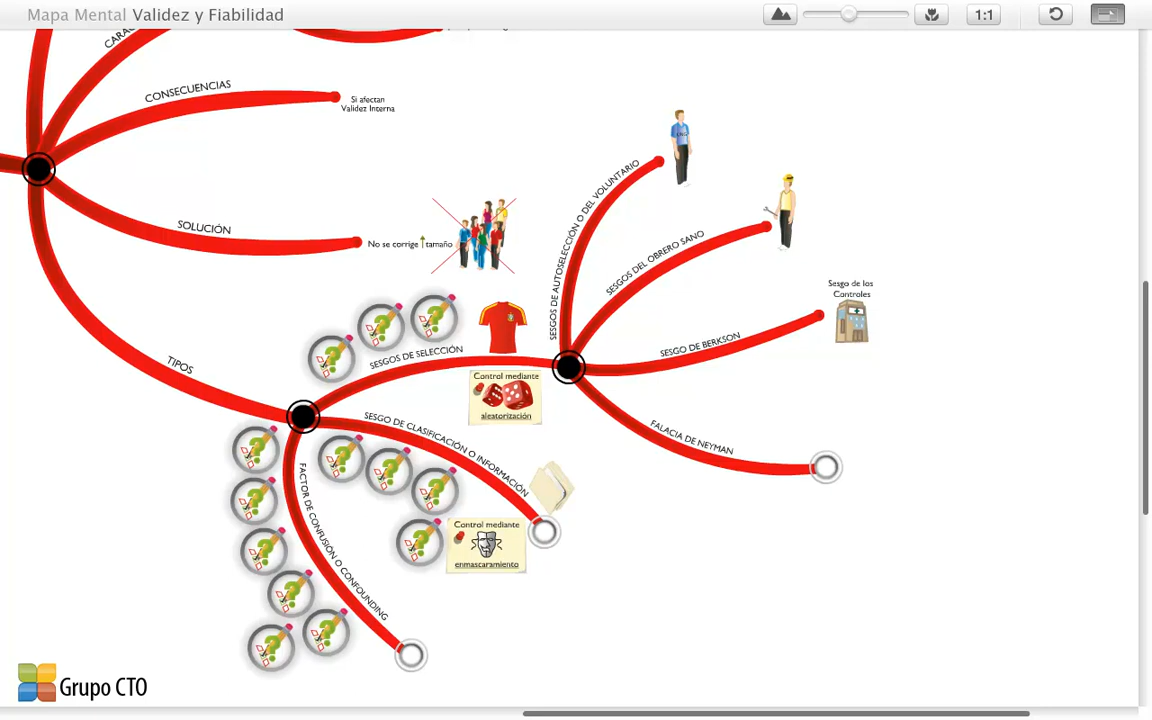 Mapa Mental Validez y Fiabilidad
1:1
CONSECUENCIAS
Si afectan
Validez Interna
SOLUCIÓN
No se corrige tamaño
TIPOS
SESGOS DE SELECCIÓN
Control mediante
aleatorización
SESGOS DE AUTOSELECCIÓN O DEL VOLUNTARIO
SESGOS DEL OBRERO SANO
SESGO DE BERKSON
Sesgo de los
Controles
FALACIA DE NEYMAN
SESGO DE CLASIFICACIÓN O INFORMACIÓN
Control mediante
enmascaramiento
FACTOR DE CONFUSIÓN O CONFOUNDING
Grupo CTO